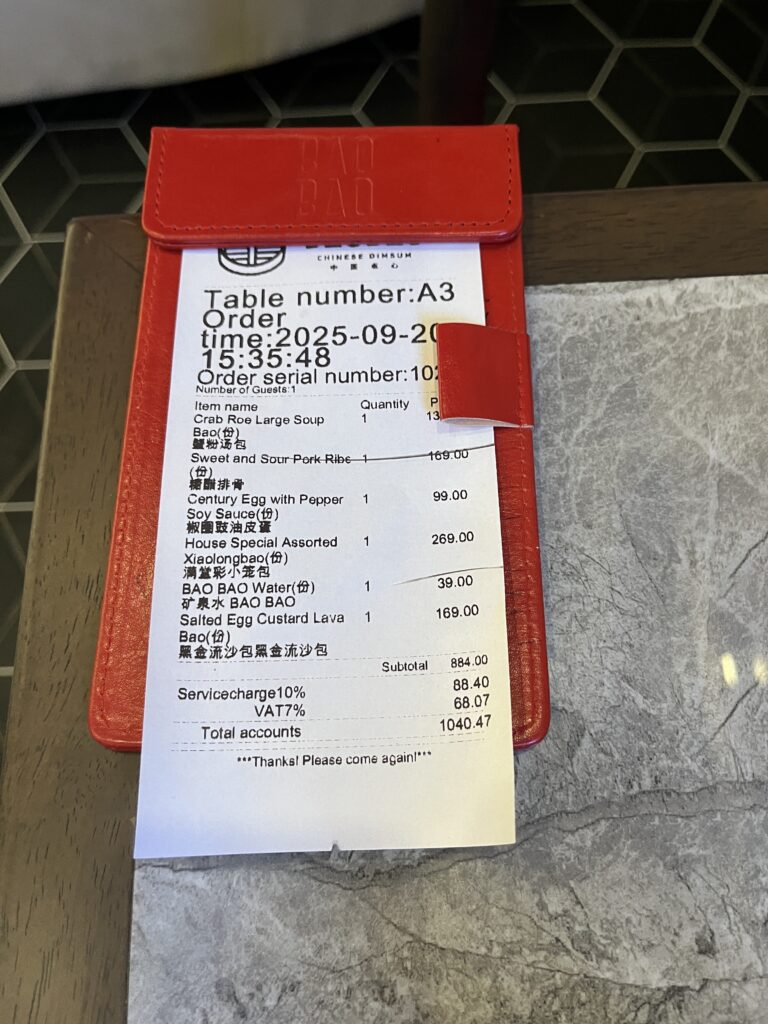 BAO
BAO
CHINESE DIMSUM
中 國 点 心
Table number:A3
Order
time:2025-09-20
15:35:48
Order serial number:102
Number of Guests:1
Item name Quantity P
Crab Roe Large Soup 1 13
Bao(份)
蟹粉汤包
Sweet and Sour Pork Ribs 1 169.00
(份)
糖醋排骨
Century Egg with Pepper 1 99.00
Soy Sauce(份)
椒圈豉油皮蛋
House Special Assorted 1 269.00
Xiaolongbao(份)
满堂彩小笼包
BAO BAO Water(份) 1 39.00
矿泉水 BAO BAO
Salted Egg Custard Lava 1 169.00
Bao(份)
黑金流沙包黑金流沙包
Subtotal 884.00
Servicecharge10% 88.40
VAT7% 68.07
Total accounts 1040.47
***Thanks! Please come again!***